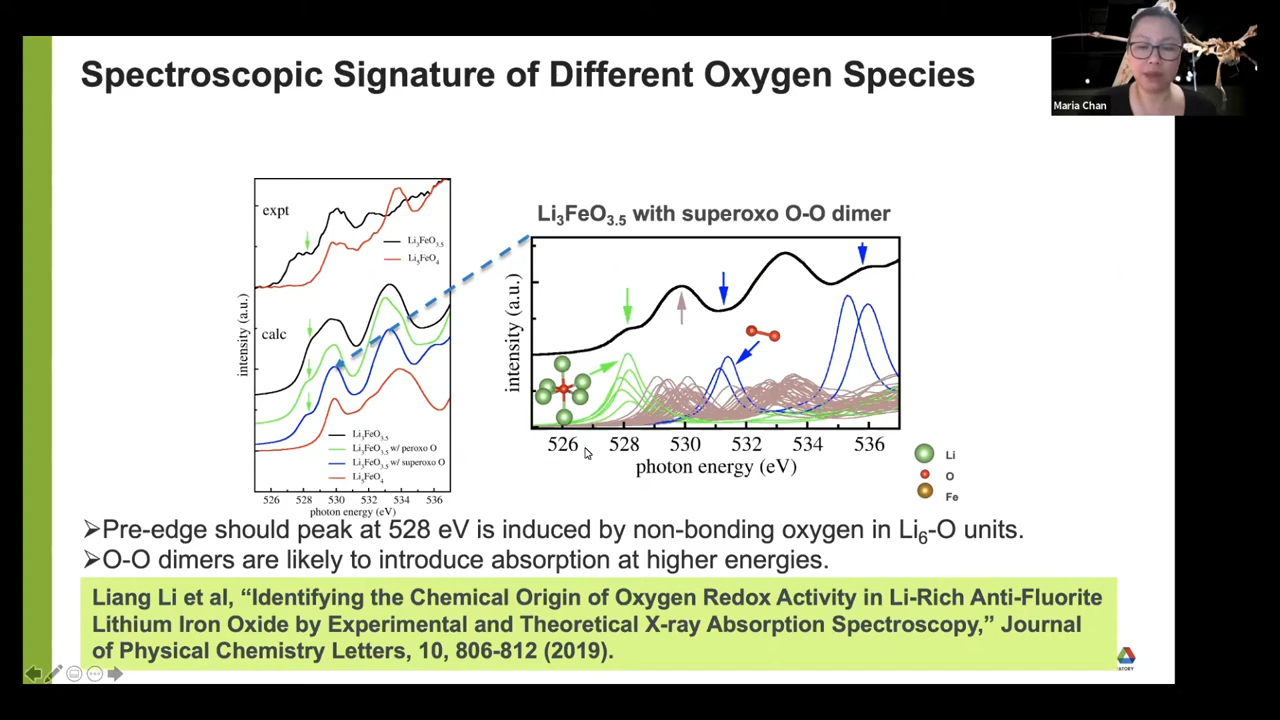 Spectroscopic Signature of Different Oxygen Species
Maria Chan
expt
Li₃FeO₃.₅
Li₅FeO₄
calc
intensity (a.u.)
Li₃FeO₃.₅
Li₃FeO₃.₅ w/ peroxo O
Li₃FeO₃.₅ w/ superoxo O
Li₅FeO₄
526 528 530 532 534 536
photon energy (eV)
Li₃FeO₃.₅ with superoxo O-O dimer
intensity (a.u.)
526 528 530 532 534 536
photon energy (eV)
Li
O
Fe
➢Pre-edge should peak at 528 eV is induced by non-bonding oxygen in Li₆-O units.
➢O-O dimers are likely to introduce absorption at higher energies.
Liang Li et al, “Identifying the Chemical Origin of Oxygen Redox Activity in Li-Rich Anti-Fluorite
Lithium Iron Oxide by Experimental and Theoretical X-ray Absorption Spectroscopy,” Journal
of Physical Chemistry Letters, 10, 806-812 (2019).